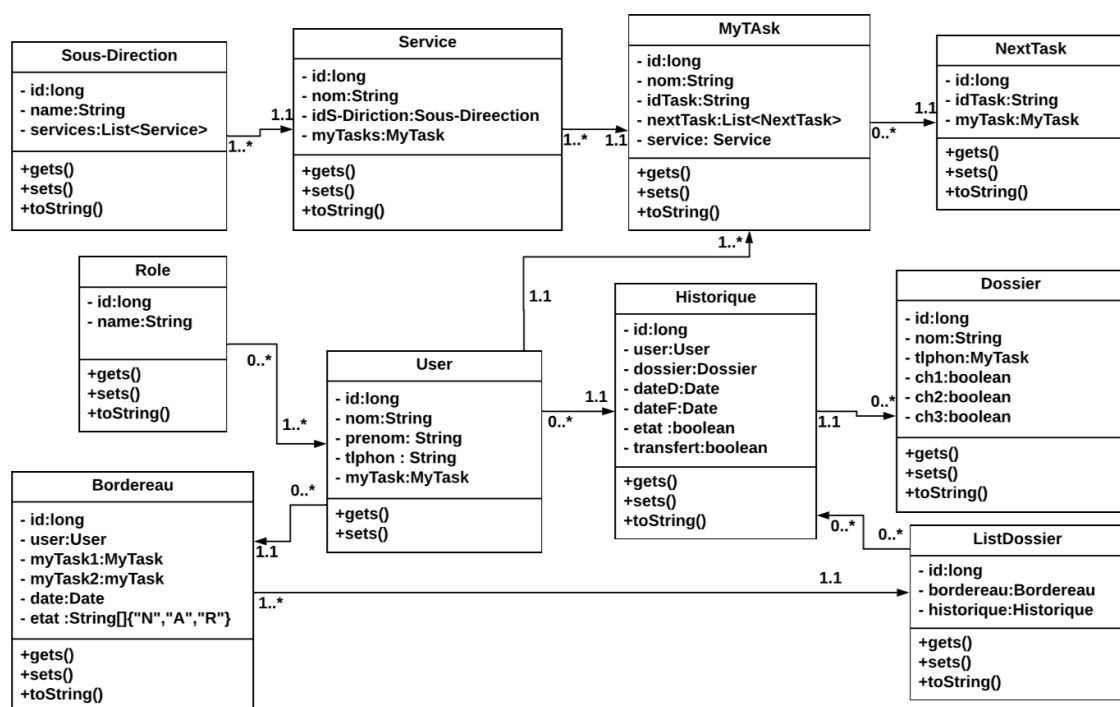 Sous-Direction
- id:long
- name:String
- services:List<Service>
+gets()
+sets()
+toString()
1..*
1.1
Service
- id:long
- nom:String
- idS-Diriction:Sous-Direection
- myTasks:MyTask
+gets()
+sets()
+toString()
1..*
1.1
MyTAsk
- id:long
- nom:String
- idTask:String
- nextTask:List<NextTask>
- service: Service
+gets()
+sets()
+toString()
0..*
1.1
NextTask
- id:long
- idTask:String
- myTask:MyTask
+gets()
+sets()
+toString()
1..*
1.1
Role
- id:long
- name:String
+gets()
+sets()
+toString()
0..*
1..*
User
- id:long
- nom:String
- prenom: String
- tlphon : String
- myTask:MyTask
+gets()
+sets()
1.1
0..*
Historique
- id:long
- user:User
- dossier:Dossier
- dateD:Date
- dateF:Date
- etat :boolean
- transfert:boolean
+gets()
+sets()
+toString()
1.1
0..*
Dossier
- id:long
- nom:String
- tlphon:MyTask
- ch1:boolean
- ch2:boolean
- ch3:boolean
+gets()
+sets()
+toString()
0..*
1.1
Bordereau
- id:long
- user:User
- myTask1:MyTask
- myTask2:myTask
- date:Date
- etat :String[]{"N","A","R"}
+gets()
+sets()
+toString()
1..*
1.1
0..*
0..*
ListDossier
- id:long
- bordereau:Bordereau
- historique:Historique
+gets()
+sets()
+toString()